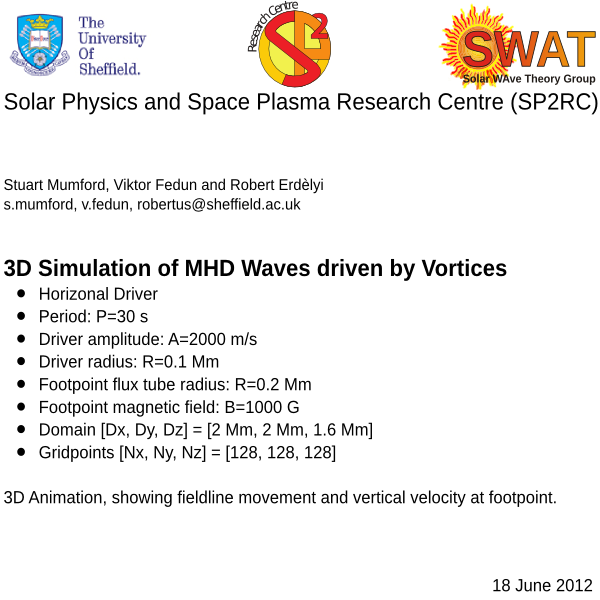 The
University
Of
Sheffield.
Research Centre
SP2
SWAT
Solar WAve Theory Group
Solar Physics and Space Plasma Research Centre (SP2RC)
Stuart Mumford, Viktor Fedun and Robert Erdèlyi
s.mumford, v.fedun, robertus@sheffield.ac.uk
3D Simulation of MHD Waves driven by Vortices
● Horizonal Driver
● Period: P=30 s
● Driver amplitude: A=2000 m/s
● Driver radius: R=0.1 Mm
● Footpoint flux tube radius: R=0.2 Mm
● Footpoint magnetic field: B=1000 G
● Domain [Dx, Dy, Dz] = [2 Mm, 2 Mm, 1.6 Mm]
● Gridpoints [Nx, Ny, Nz] = [128, 128, 128]
3D Animation, showing fieldline movement and vertical velocity at footpoint.
18 June 2012